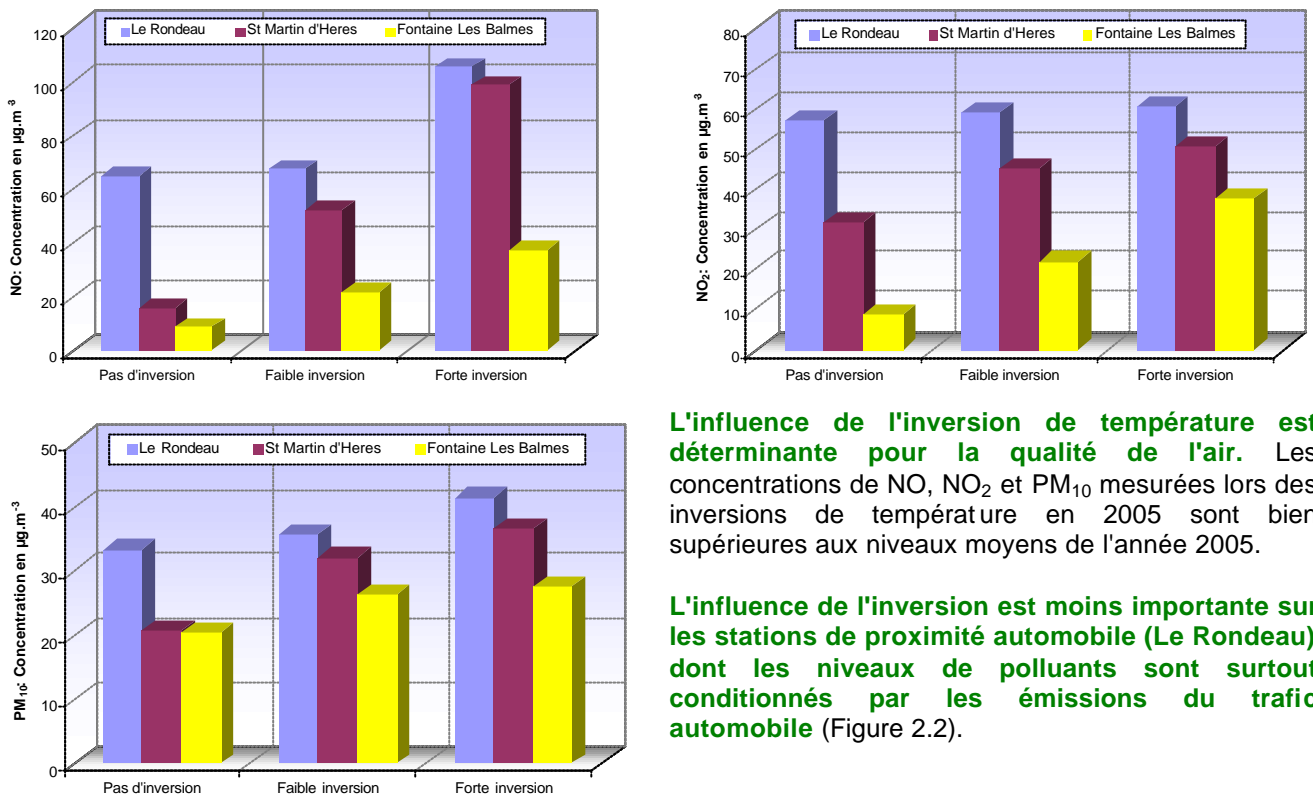 Le Rondeau St Martin d'Heres Fontaine Les Balmes
NO: Concentration en µg.m⁻³
120
100
80
60
40
20
0
Pas d'inversion Faible inversion Forte inversion
Le Rondeau St Martin d'Heres Fontaine Les Balmes
NO₂: Concentration en µg.m⁻³
80
70
60
50
40
30
20
10
0
Pas d'inversion Faible inversion Forte inversion
Le Rondeau St Martin d'Heres Fontaine Les Balmes
PM₁₀: Concentration en µg.m⁻³
50
40
30
20
10
0
Pas d'inversion Faible inversion Forte inversion
L'influence de l'inversion de température est
déterminante pour la qualité de l'air. Les
concentrations de NO, NO₂ et PM₁₀ mesurées lors des
inversions de température en 2005 sont bien
supérieures aux niveaux moyens de l'année 2005.
L'influence de l'inversion est moins importante sur
les stations de proximité automobile (Le Rondeau)
dont les niveaux de polluants sont surtout
conditionnés par les émissions du trafic
automobile (Figure 2.2).